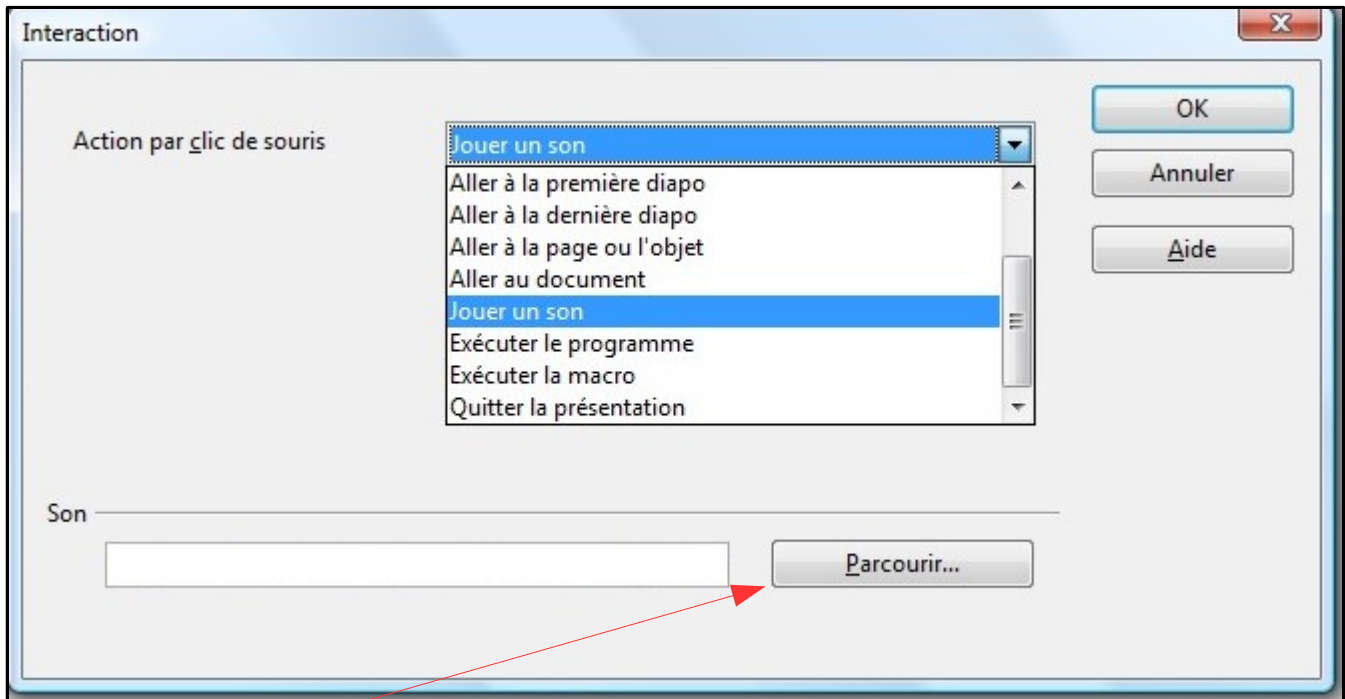 Interaction
Action par clic de souris
Jouer un son
Aller à la première diapo
Aller à la dernière diapo
Aller à la page ou l'objet
Aller au document
Jouer un son
Exécuter le programme
Exécuter la macro
Quitter la présentation
OK
Annuler
Aide
Son
Parcourir...